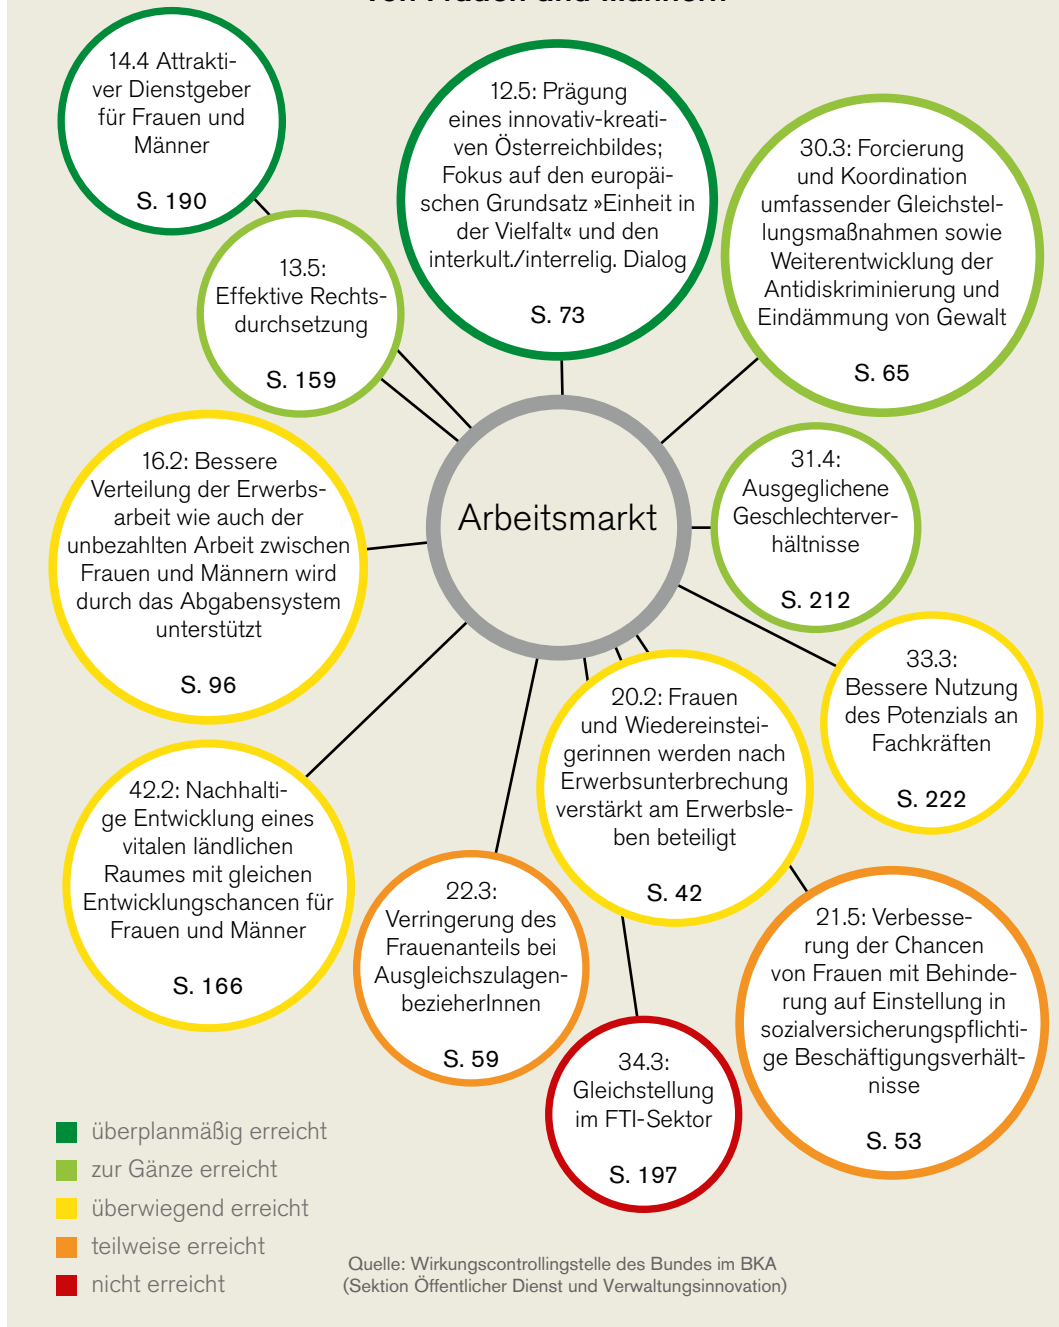 von Frauen und Männern
14.4 Attrakti-
ver Dienstgeber
für Frauen und
Männer
S. 190
12.5: Prägung
eines innovativ-kreati-
ven Österreichbildes;
Fokus auf den europäi-
schen Grundsatz »Einheit in
der Vielfalt« und den
interkult./interrelig. Dialog
S. 73
30.3: Forcierung
und Koordination
umfassender Gleichstel-
lungsmaßnahmen sowie
Weiterentwicklung der
Antidiskriminierung und
Eindämmung von Gewalt
S. 65
13.5:
Effektive Rechts-
durchsetzung
S. 159
16.2: Bessere
Verteilung der Erwerbs-
arbeit wie auch der
unbezahlten Arbeit zwischen
Frauen und Männern wird
durch das Abgabensystem
unterstützt
S. 96
Arbeitsmarkt
31.4:
Ausgeglichene
Geschlechterver-
hältnisse
S. 212
33.3:
Bessere Nutzung
des Potenzials an
Fachkräften
S. 222
20.2: Frauen
und Wiedereinstei-
gerinnen werden nach
Erwerbsunterbrechung
verstärkt am Erwerbsle-
ben beteiligt
S. 42
42.2: Nachhalti-
ge Entwicklung eines
vitalen ländlichen
Raumes mit gleichen
Entwicklungschancen für
Frauen und Männer
S. 166
22.3:
Verringerung des
Frauenanteils bei
Ausgleichszulagen-
bezieherInnen
S. 59
21.5: Verbesse-
rung der Chancen
von Frauen mit Behinde-
rung auf Einstellung in
sozialversicherungspflichti-
ge Beschäftigungsverhält-
nisse
S. 53
34.3:
Gleichstellung
im FTI-Sektor
S. 197
überplanmäßig erreicht
zur Gänze erreicht
überwiegend erreicht
teilweise erreicht
nicht erreicht
Quelle: Wirkungscontrollingstelle des Bundes im BKA
(Sektion Öffentlicher Dienst und Verwaltungsinnovation)